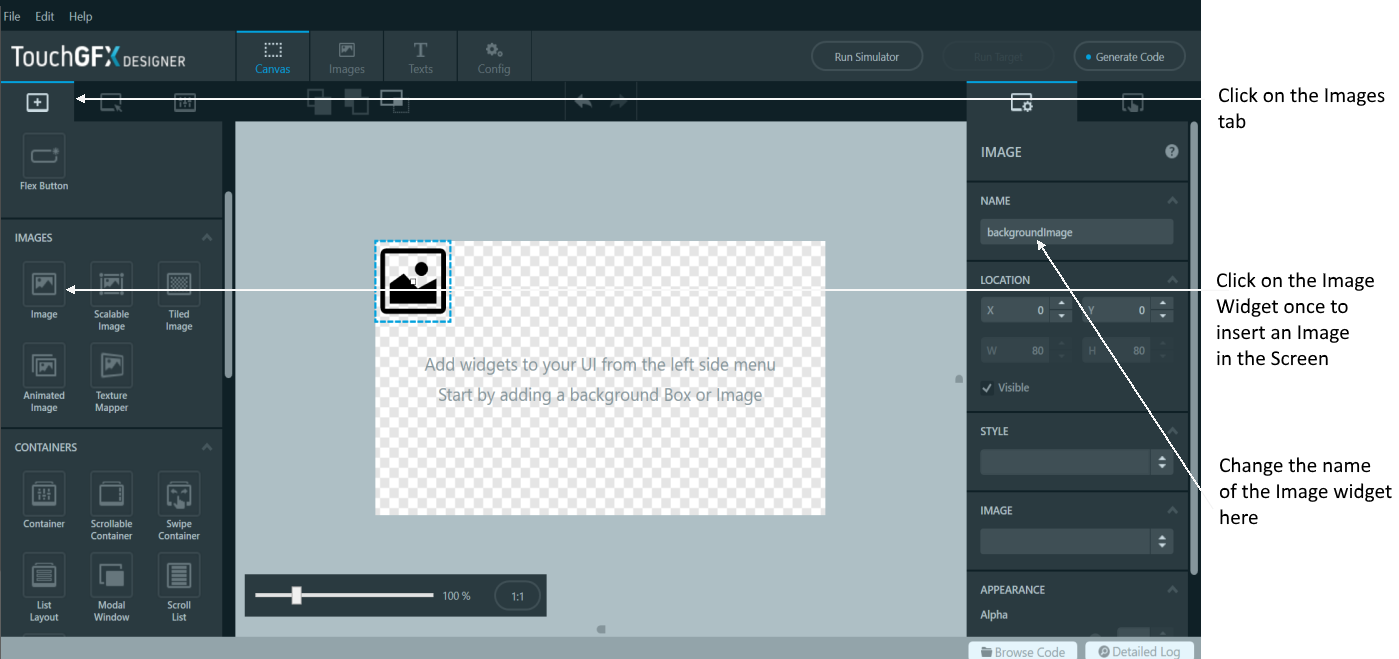 File Edit Help
TouchGFX DESIGNER
Canvas
Images
Texts
Config
Run Simulator
Run Target
Generate Code
Click on the Images
tab
Flex Button
IMAGES
Image
Scalable
Image
Tiled
Image
Animated
Image
Texture
Mapper
CONTAINERS
Container
Scrollable
Container
Swipe
Container
List
Layout
Modal
Window
Scroll
List
Add widgets to your UI from the left side menu
Start by adding a background Box or Image
100 %
1:1
IMAGE
NAME
backgroundImage
LOCATION
X 0 Y 0
W 80 H 80
Visible
STYLE
IMAGE
APPEARANCE
Alpha
Click on the Image
Widget once to
insert an Image
in the Screen
Change the name
of the Image widget
here
Browse Code
Detailed Log